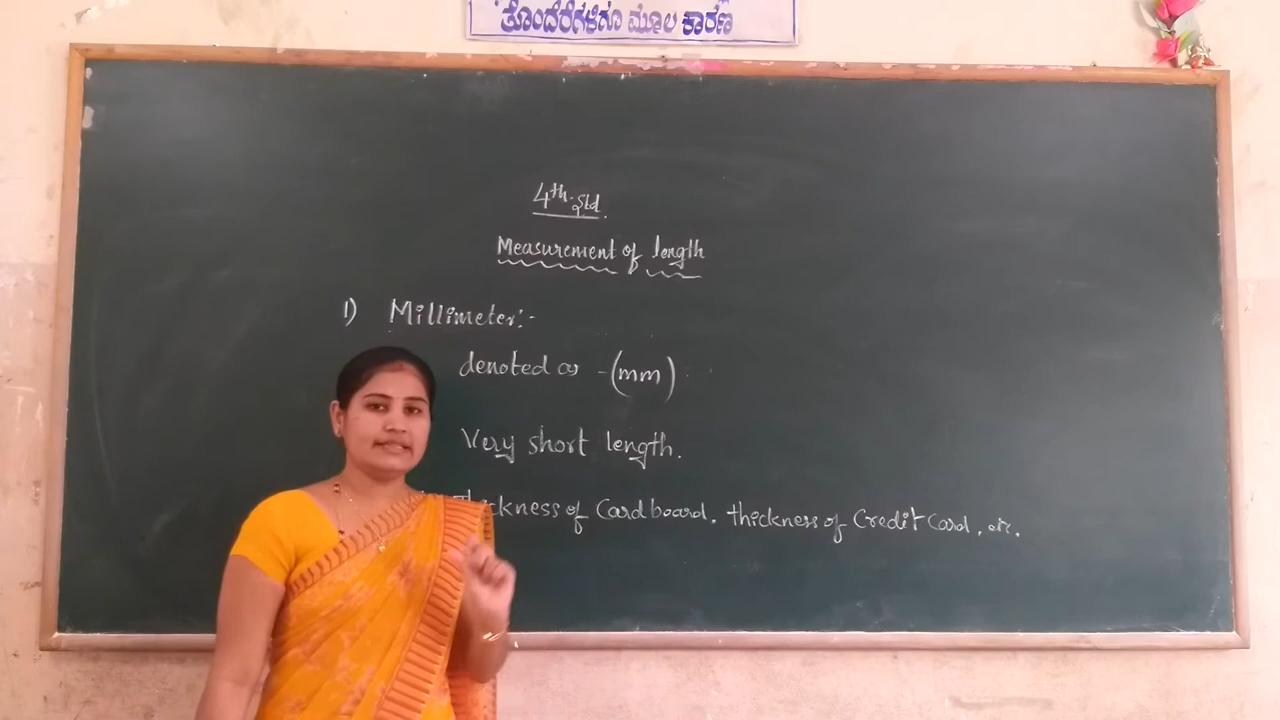 ತೊಂದರೆಗಳಿಗೂ ಮೂಲ ಕಾರಣ
4th std.
Measurement of length
1) Millimeter:-
denoted as - (mm)
Very short length.
thickness of Cardboard, thickness of Credit Card, etc.